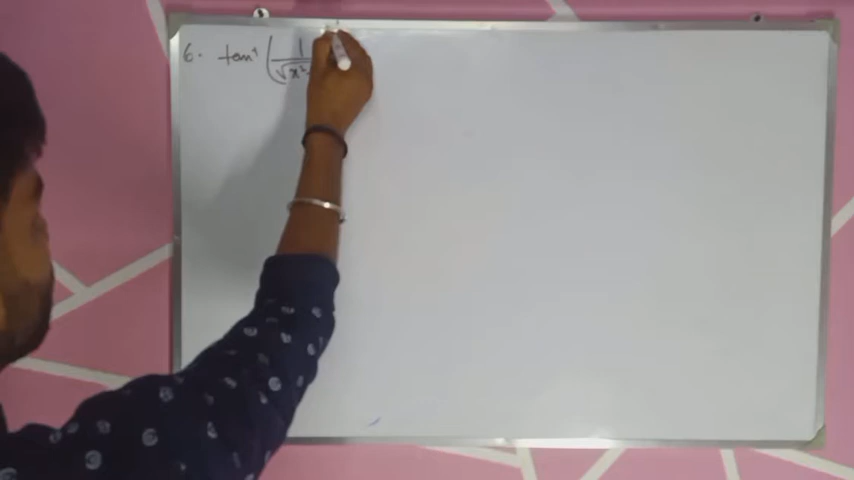 6. tan⁻¹ (1/√x²-